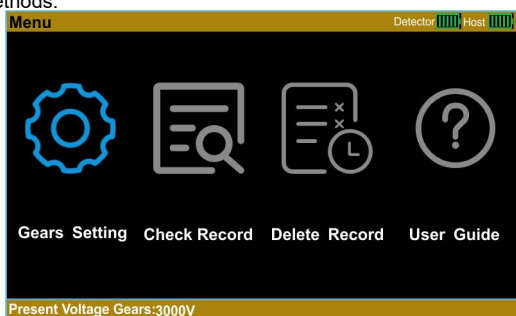 ethods.
Menu Detector Host
Gears Setting Check Record Delete Record User Guide
Present Voltage Gears:3000V